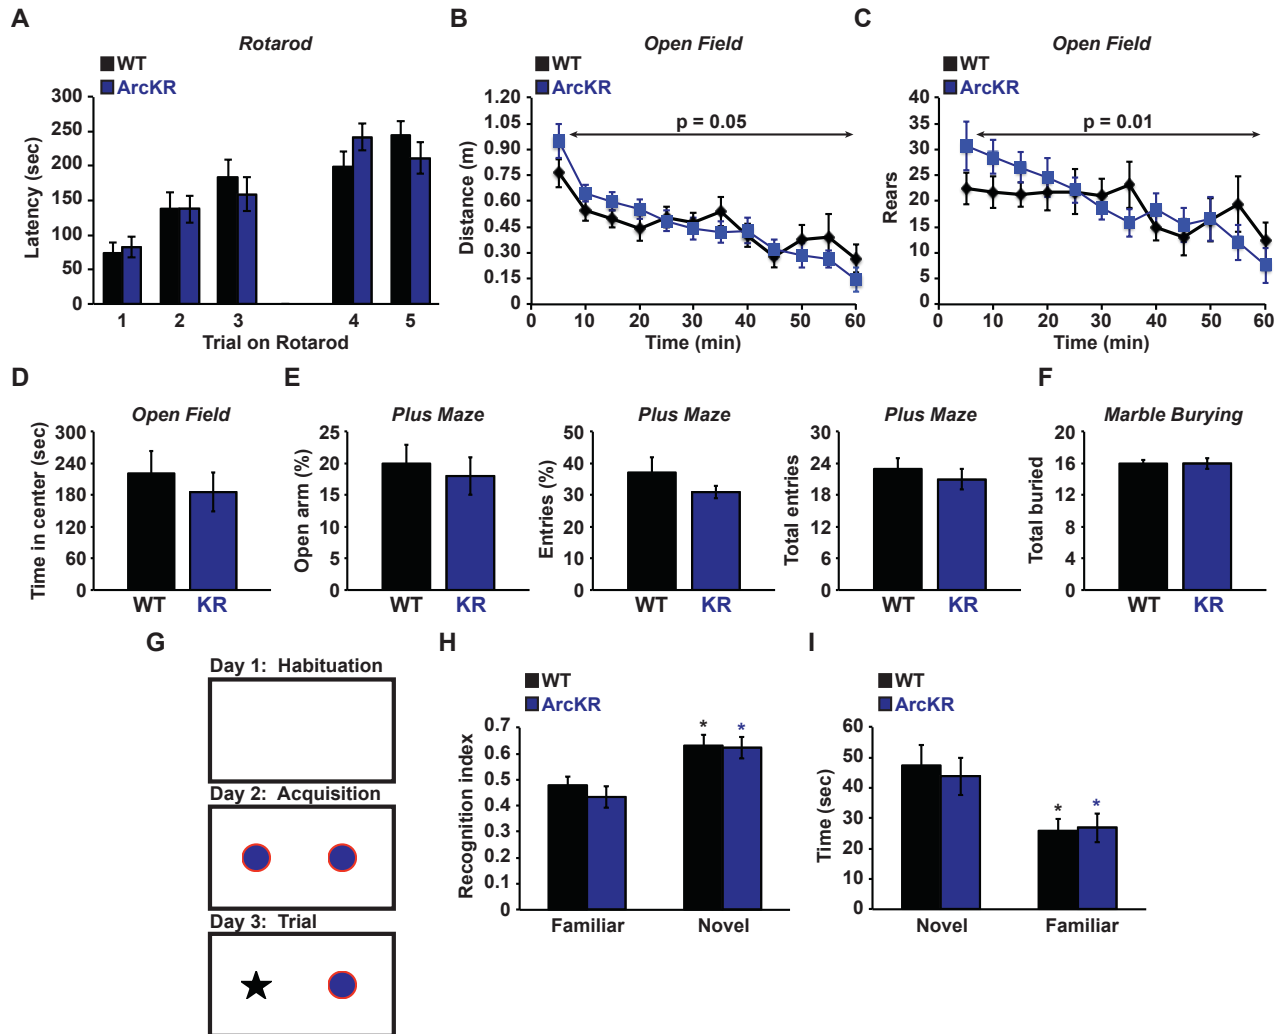 A
Rotarod
WT
ArcKR
Latency (sec)
300
250
200
150
100
50
0
1 2 3 4 5
Trial on Rotarod
B
Open Field
WT
ArcKR
Distance (m)
1.20
1.05
0.90
0.75
0.60
0.45
0.30
0.15
0
p = 0.05
0 10 20 30 40 50 60
Time (min)
C
Open Field
WT
ArcKR
Rears
40
35
30
25
20
15
10
5
0
p = 0.01
0 10 20 30 40 50 60
Time (min)
D
Open Field
Time in center (sec)
300
240
180
120
60
0
WT KR
E
Plus Maze
Open arm (%)
25
20
15
10
5
0
WT KR
Plus Maze
Entries (%)
50
40
30
20
10
0
WT KR
Plus Maze
Total entries
30
24
18
12
6
0
WT KR
F
Marble Burying
Total buried
20
16
12
8
4
0
WT KR
G
Day 1: Habituation
Day 2: Acquisition
Day 3: Trial
H
WT
ArcKR
Recognition index
0.7
0.6
0.5
0.4
0.3
0.2
0.1
0
* *
Familiar Novel
I
WT
ArcKR
Time (sec)
60
50
40
30
20
10
0
* *
Novel Familiar